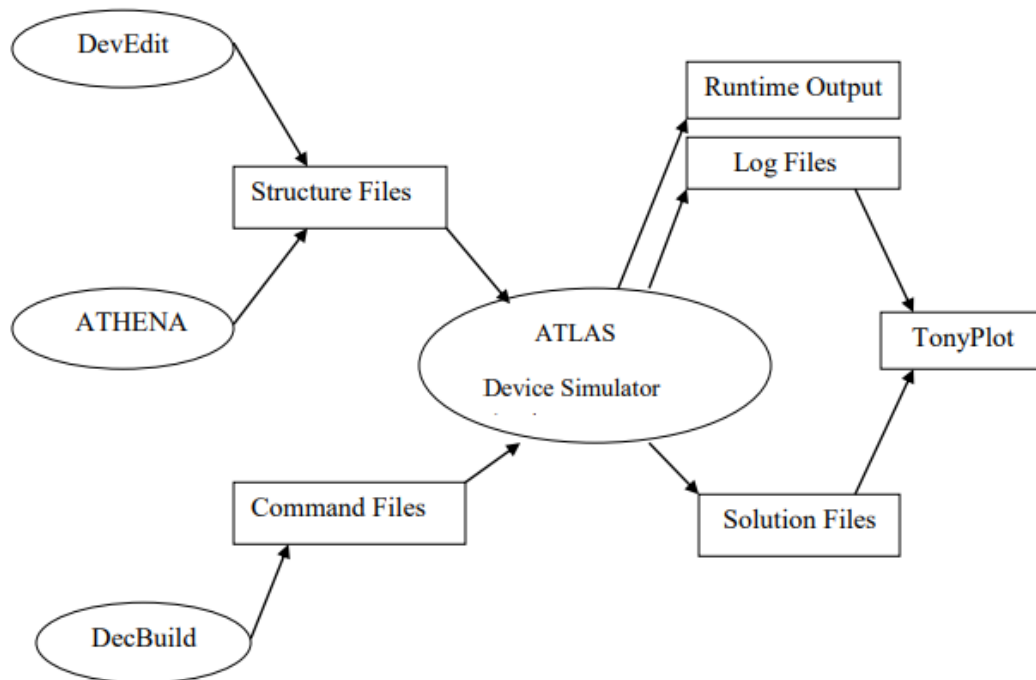 DevEdit
Runtime Output
Log Files
Structure Files
ATHENA
ATLAS
Device Simulator
TonyPlot
Command Files
Solution Files
DecBuild